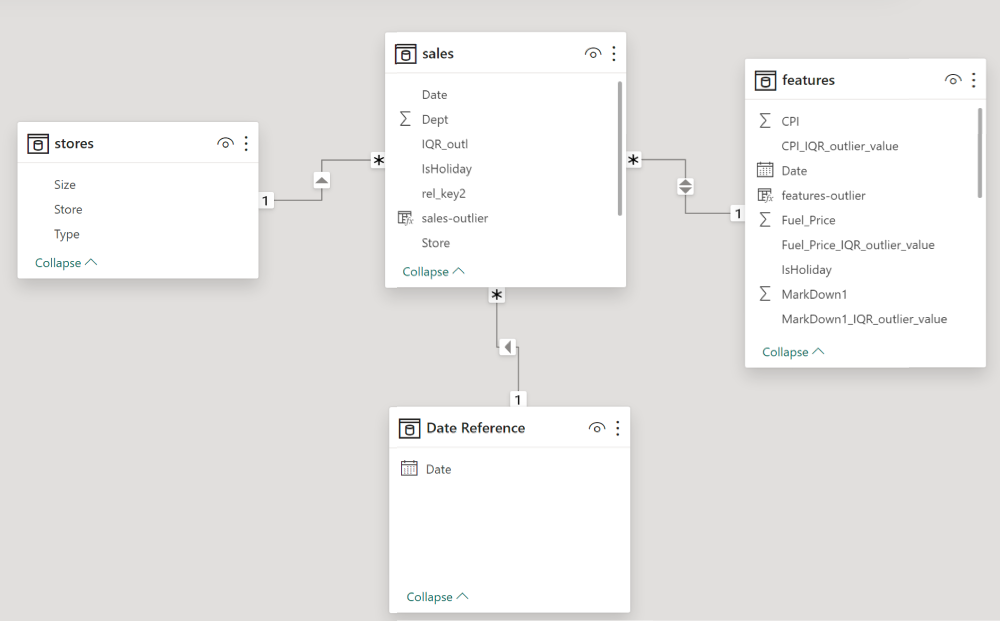 sales
Date
Dept
IQR_outl
IsHoliday
rel_key2
sales-outlier
Store
Collapse
features
CPI
CPI_IQR_outlier_value
Date
features-outlier
Fuel_Price
Fuel_Price_IQR_outlier_value
IsHoliday
MarkDown1
MarkDown1_IQR_outlier_value
Collapse
stores
Size
Store
Type
Collapse
1
*
*
1
*
1
Date Reference
Date
Collapse